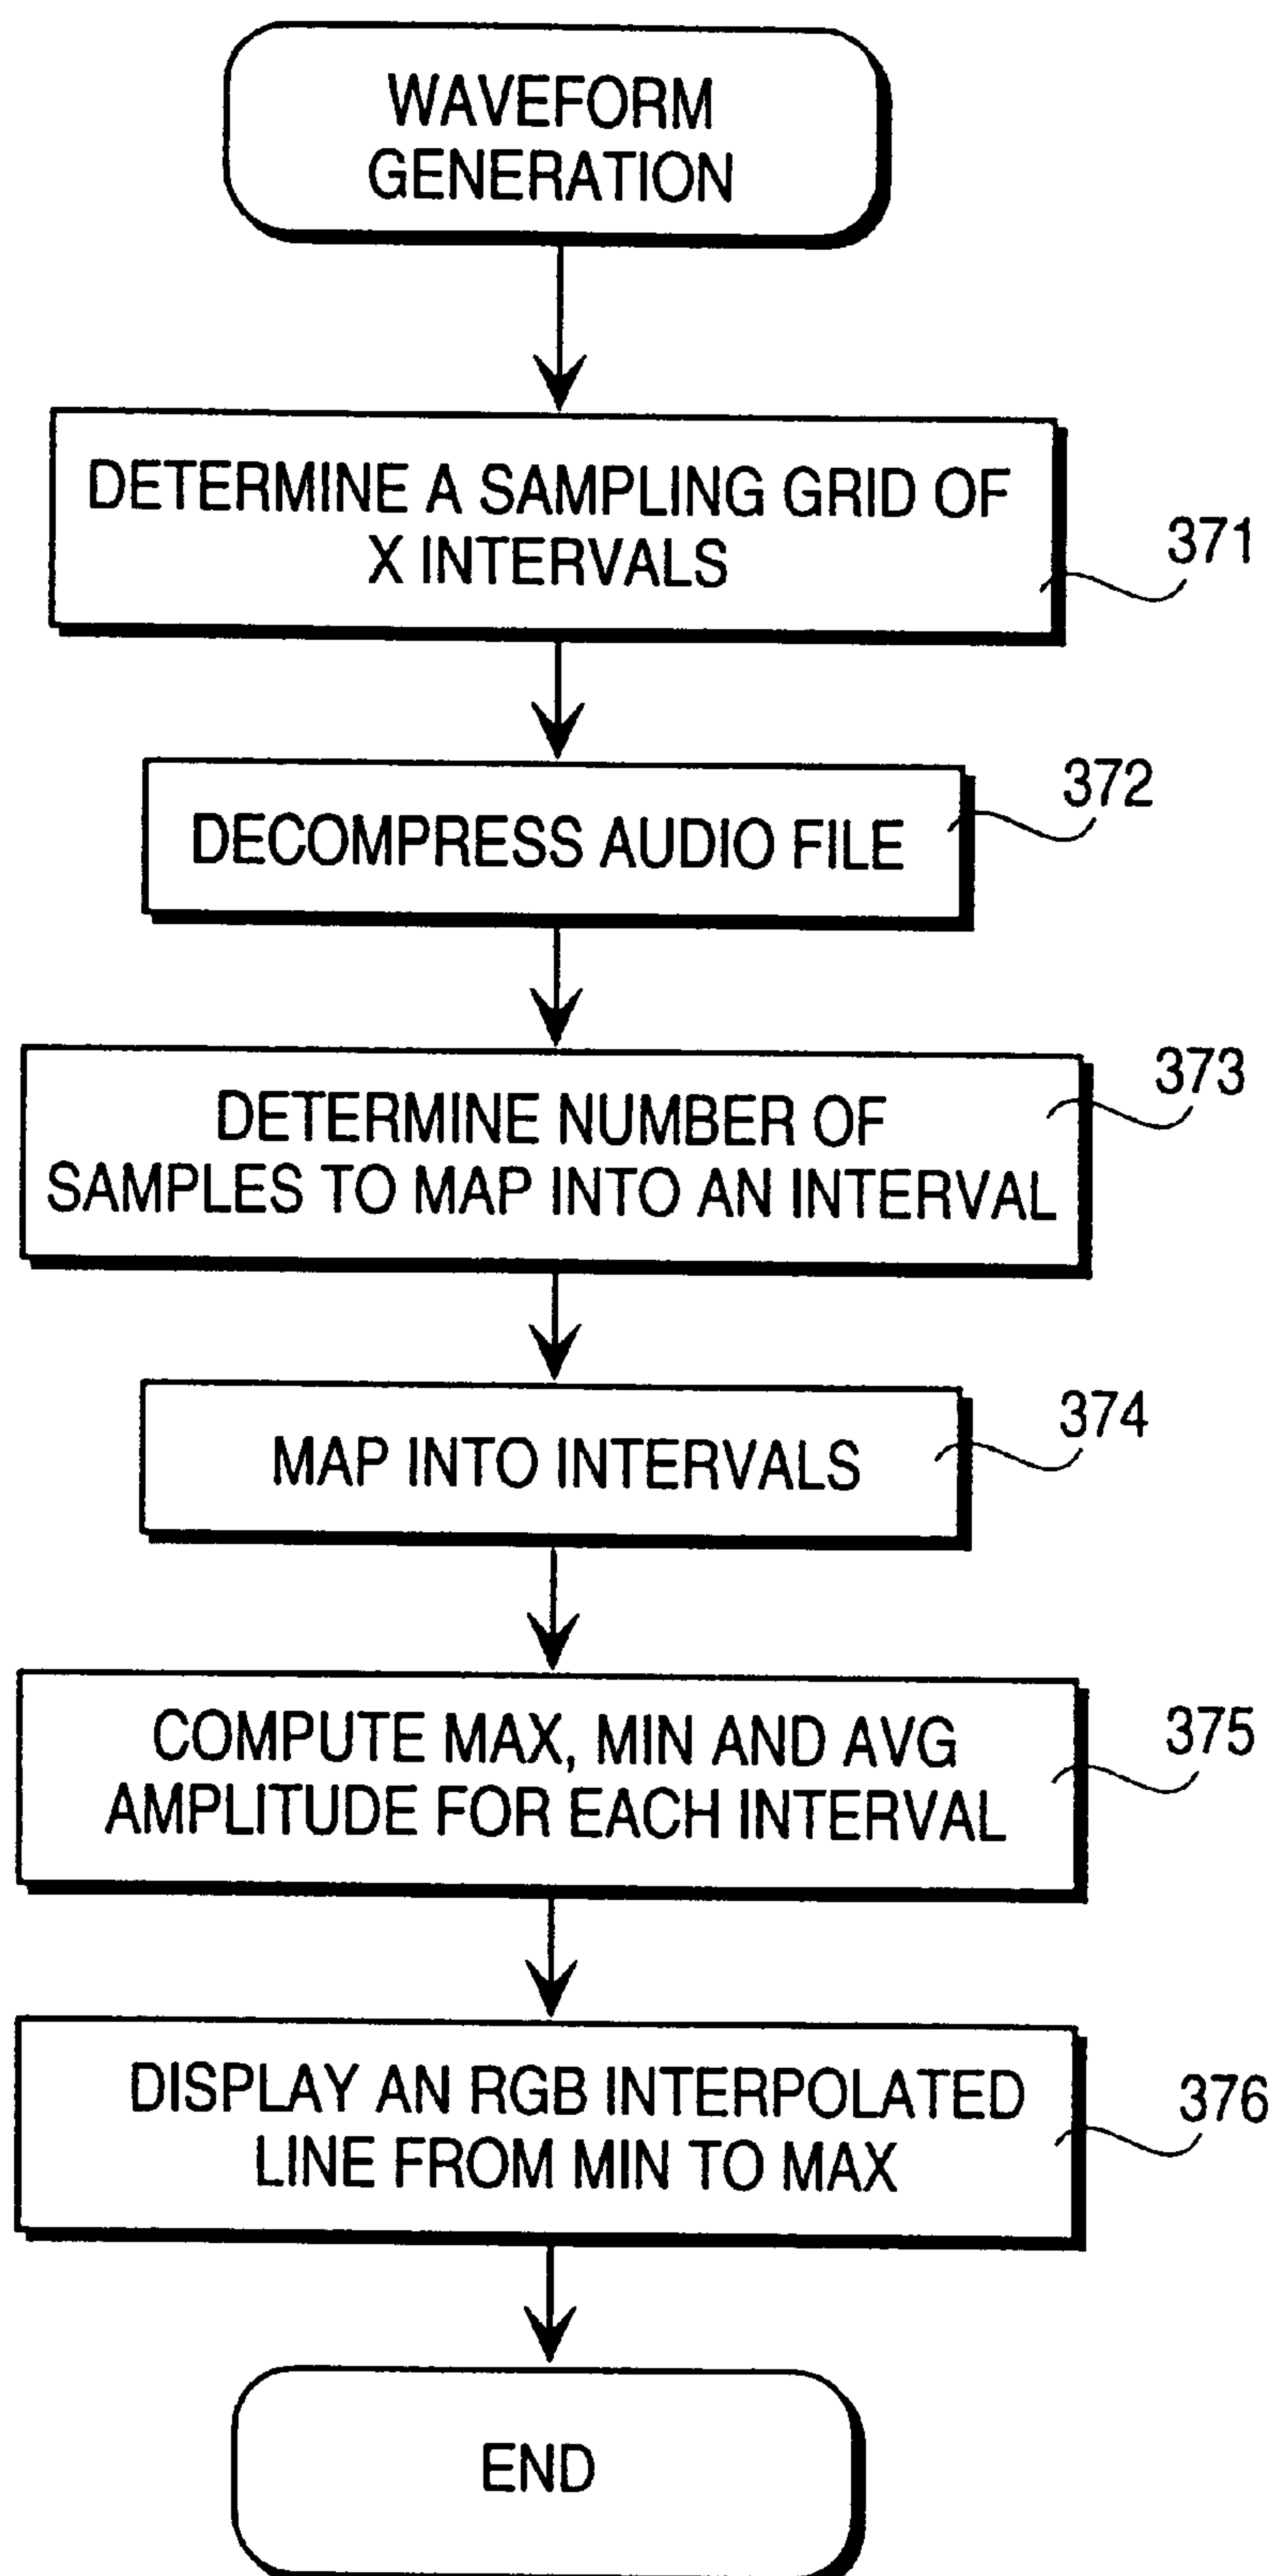 WAVEFORM
GENERATION
DETERMINE A SAMPLING GRID OF
X INTERVALS
371
DECOMPRESS AUDIO FILE
372
DETERMINE NUMBER OF
SAMPLES TO MAP INTO AN INTERVAL
373
MAP INTO INTERVALS
374
COMPUTE MAX, MIN AND AVG
AMPLITUDE FOR EACH INTERVAL
375
DISPLAY AN RGB INTERPOLATED
LINE FROM MIN TO MAX
376
END